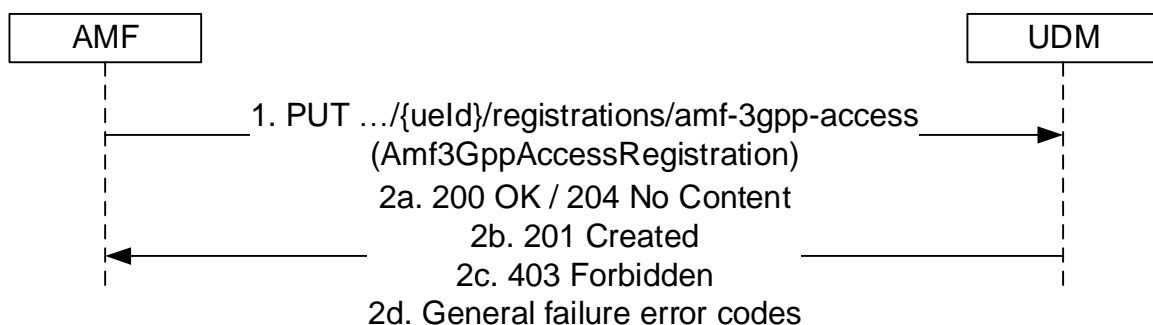 AMF
UDM
1. PUT …/{ueId}/registrations/amf-3gpp-access
(Amf3GppAccessRegistration)
2a. 200 OK / 204 No Content
2b. 201 Created
2c. 403 Forbidden
2d. General failure error codes